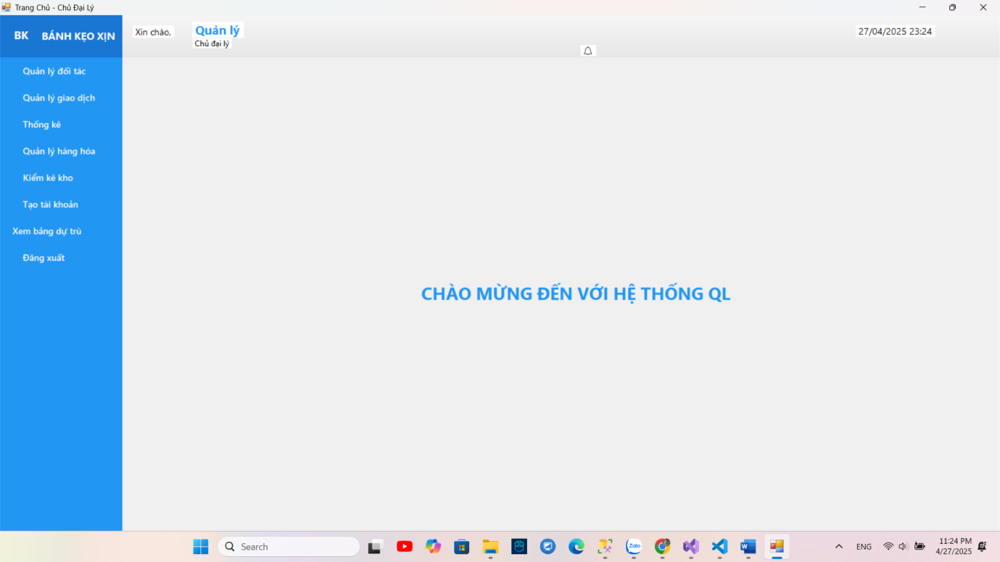 Trang Chủ - Chủ Đại Lý
BK BÁNH KẸO XỊN
Xin chào,
Quản lý
Chủ đại lý
27/04/2025 23:24
Quản lý đối tác
Quản lý giao dịch
Thống kê
Quản lý hàng hóa
Kiểm kê kho
Tạo tài khoản
Xem bảng dự trù
Đăng xuất
CHÀO MỪNG ĐẾN VỚI HỆ THỐNG QL
Search
Zalo
ENG
11:24 PM
4/27/2025